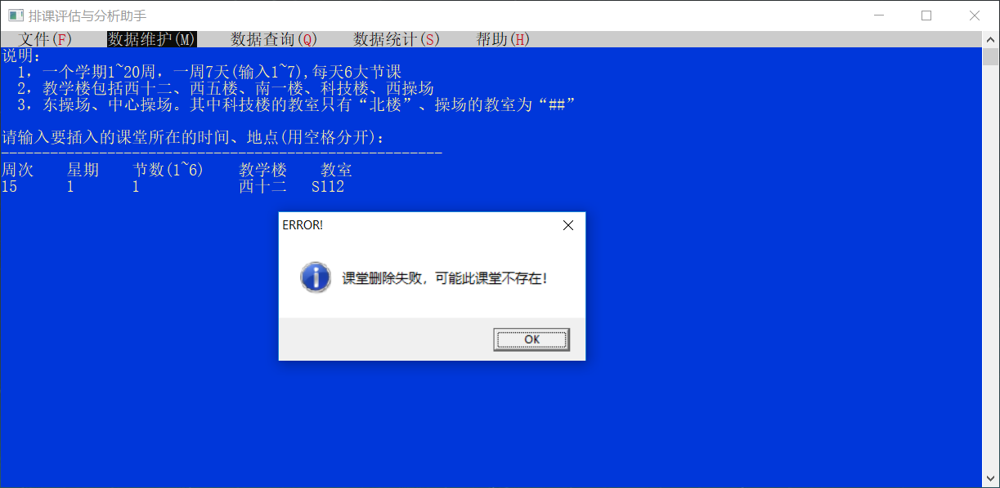 排课评估与分析助手
文件(F) 数据维护(M) 数据查询(Q) 数据统计(S) 帮助(H)
说明:
1, 一个学期1~20周, 一周7天(输入1~7),每天6大节课
2, 教学楼包括西十二、西五楼、南一楼、科技楼、西操场
3, 东操场、中心操场。其中科技楼的教室只有“北楼”、操场的教室为“##”
请输入要插入的课堂所在的时间、地点(用空格分开):
------------------------------------------------------
周次 星期 节数(1~6) 教学楼 教室
15 1 1 西十二 S112
ERROR!
课堂删除失败，可能此课堂不存在!
OK